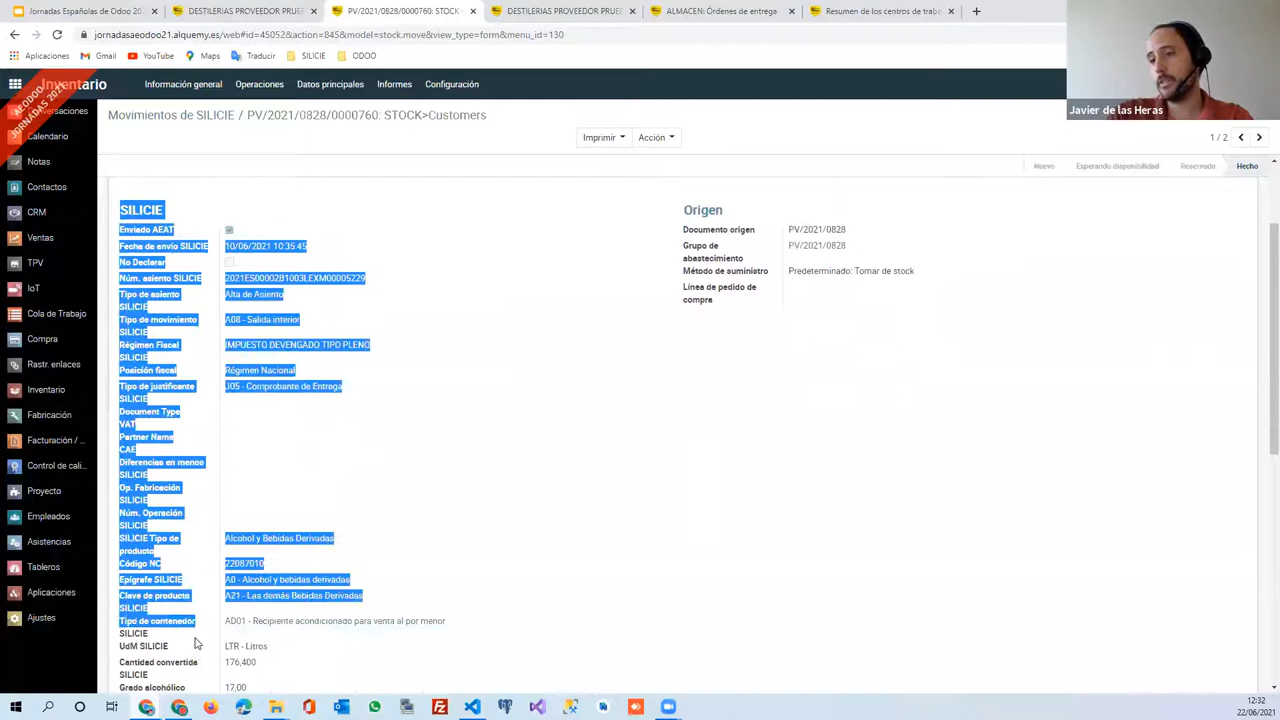 Jornadas Españolas de Odoo 202
DESTILERIAS PROVEEDOR PRUEB
PV/2021/0828/0000760: STOCK>C
DESTILERIAS PROVEEDOR PRUEB
ALMACEN: Órdenes de entrega
Resumen de los centros de trabaj
jornadasaeodoo21.alquemy.es/web#id=45052&action=845&model=stock.move&view_type=form&menu_id=130
Aplicaciones
Gmail
YouTube
Maps
Traducir
SILICIE
ODOO
Inventario
Información general
Operaciones
Datos principales
Informes
Configuración
Javier de las Heras
Movimientos de SILICIE / PV/2021/0828/0000760: STOCK>Customers
Imprimir
Acción
1 / 2
Nuevo
Esperando disponibilidad
Reservado
Hecho
Calendario
Notas
Contactos
CRM
Ventas
TPV
IoT
Cola de Trabajo
Compra
Rastr. enlaces
Inventario
Fabricación
Facturación / ...
Control de cali...
Proyecto
Empleados
Asistencias
Tableros
Aplicaciones
Ajustes
SILICIE
Enviado AEAT
Fecha de envío SILICIE 10/06/2021 10:35:45
No Declarar
Núm. asiento SILICIE 2021ES00002B1003LEXM00005229
Tipo de asiento Alta de Asiento
SILICIE
Tipo de movimiento A08 - Salida interior
SILICIE
Régimen Fiscal IMPUESTO DEVENGADO TIPO PLENO
SILICIE
Posición fiscal Régimen Nacional
Tipo de justificante J05 - Comprobante de Entrega
SILICIE
Document Type
VAT
Partner Name
CAE
Diferencias en menos
SILICIE
Op. Fabricación
SILICIE
Núm. Operación
SILICIE
SILICIE Tipo de Alcohol y Bebidas Derivadas
producto
Código NC 22087010
Epígrafe SILICIE A0 - Alcohol y bebidas derivadas
Clave de producto A21 - Las demás Bebidas Derivadas
SILICIE
Tipo de contenedor AD01 - Recipiente acondicionado para venta al por menor
SILICIE
UdM SILICIE LTR - Litros
Cantidad convertida 176,400
SILICIE
Grado alcohólico 17,00
Origen
Documento origen PV/2021/0828
Grupo de PV/2021/0828
abastecimiento
Método de suministro Predeterminado: Tomar de stock
Línea de pedido de
compra
12:32
22/06/2021